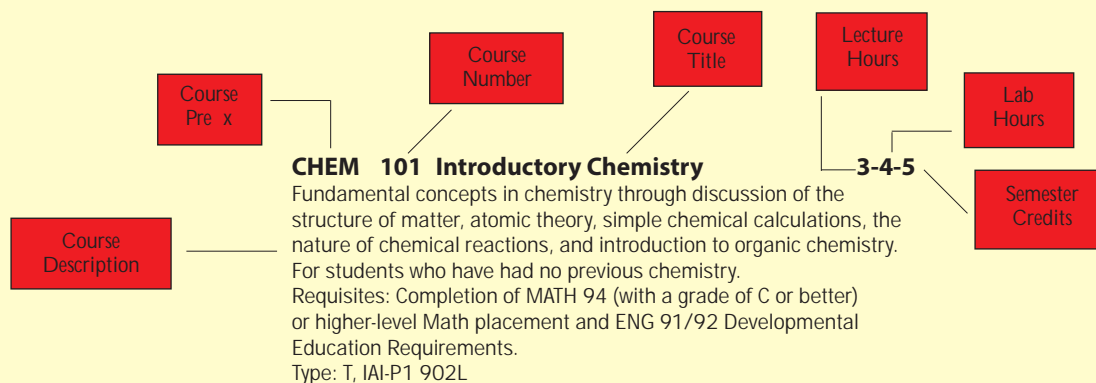 Course
Title
Lecture
Hours
Course
Number
Course
Pre x
Lab
Hours
CHEM 101 Introductory Chemistry 3-4-5
Fundamental concepts in chemistry through discussion of the
structure of matter, atomic theory, simple chemical calculations, the
nature of chemical reactions, and introduction to organic chemistry.
For students who have had no previous chemistry.
Requisites: Completion of MATH 94 (with a grade of C or better)
or higher-level Math placement and ENG 91/92 Developmental
Education Requirements.
Type: T, IAI-P1 902L
Semester
Credits
Course
Description